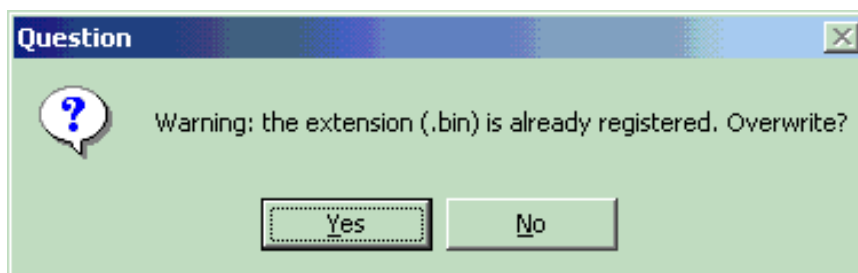 Question
Warning: the extension (.bin) is already registered. Overwrite?
Yes No